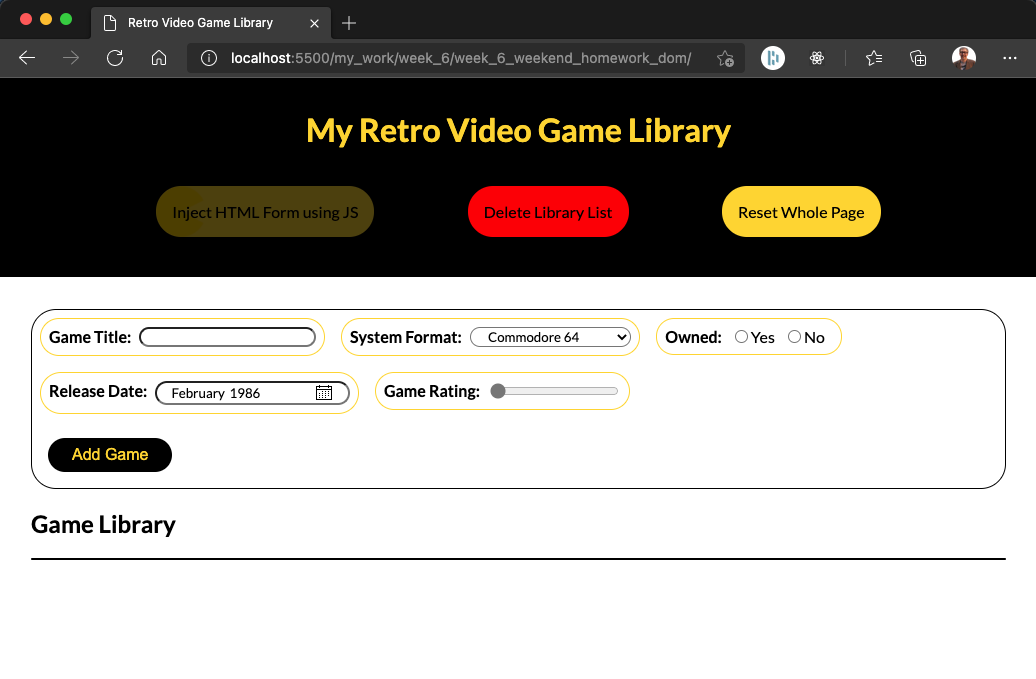 Retro Video Game Library
localhost:5500/my_work/week_6/week_6_weekend_homework_dom/
My Retro Video Game Library
Inject HTML Form using JS
Delete Library List
Reset Whole Page
Game Title:
System Format: Commodore 64
Owned: Yes No
Release Date: February 1986
Game Rating:
Add Game
Game Library